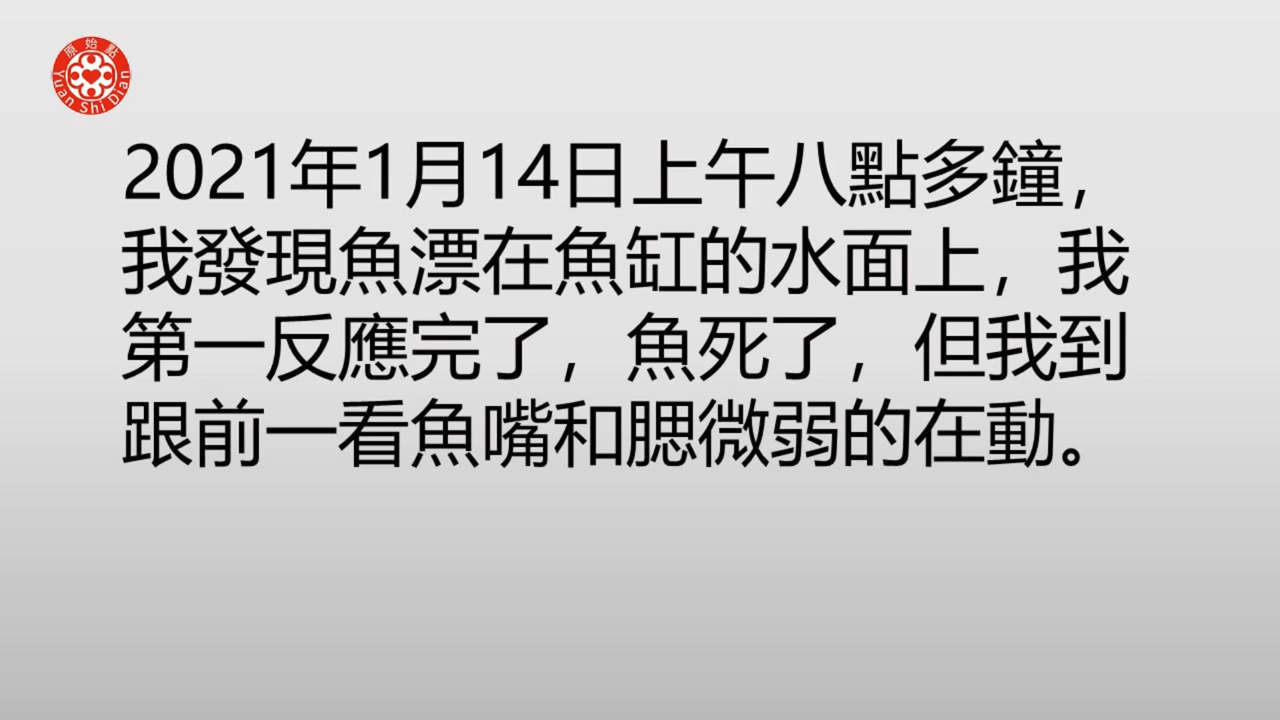 原始點
Yuan Shi Dian
2021年1月14日上午八點多鐘，
我發現魚漂在魚缸的水面上，我
第一反應完了，魚死了，但我到
跟前一看魚嘴和腮微弱的在動。